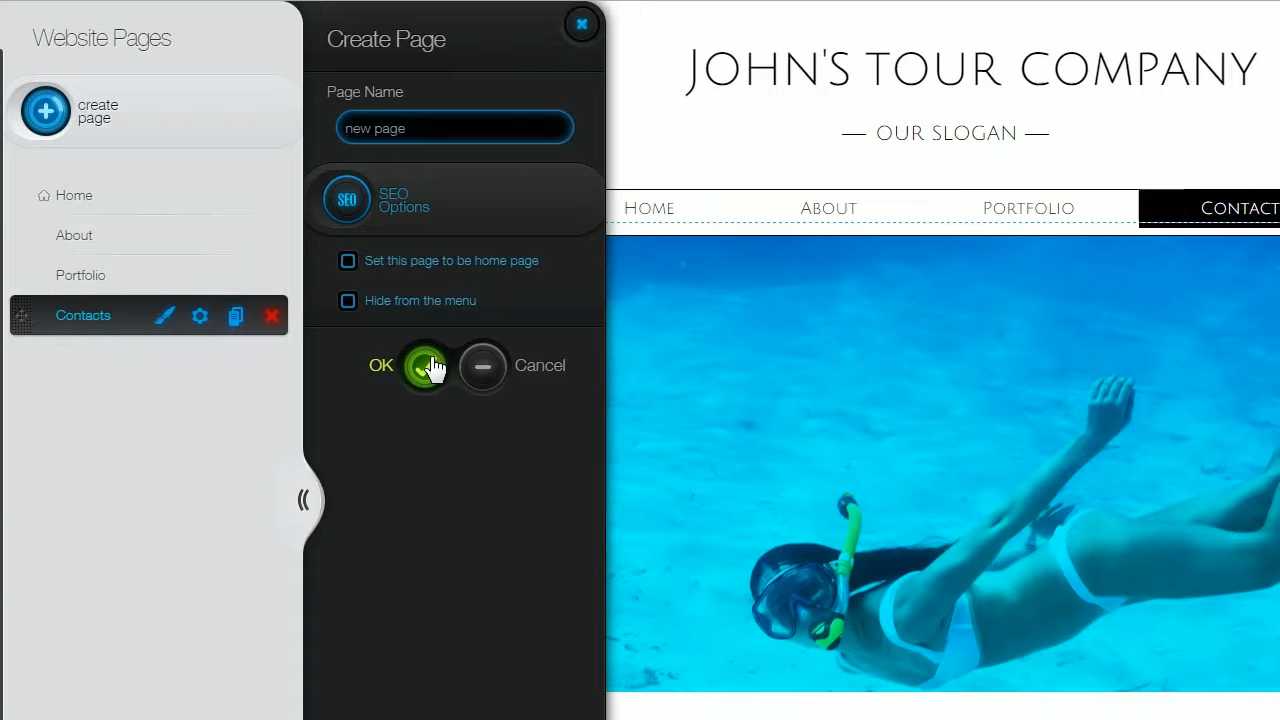 Website Pages
create
page
Home
About
Portfolio
Contacts
Create Page
Page Name
new page
SEO
SEO
Options
Set this page to be home page
Hide from the menu
OK
Cancel
JOHN'S TOUR COMPANY
— OUR SLOGAN —
HOME
ABOUT
PORTFOLIO
CONTACT